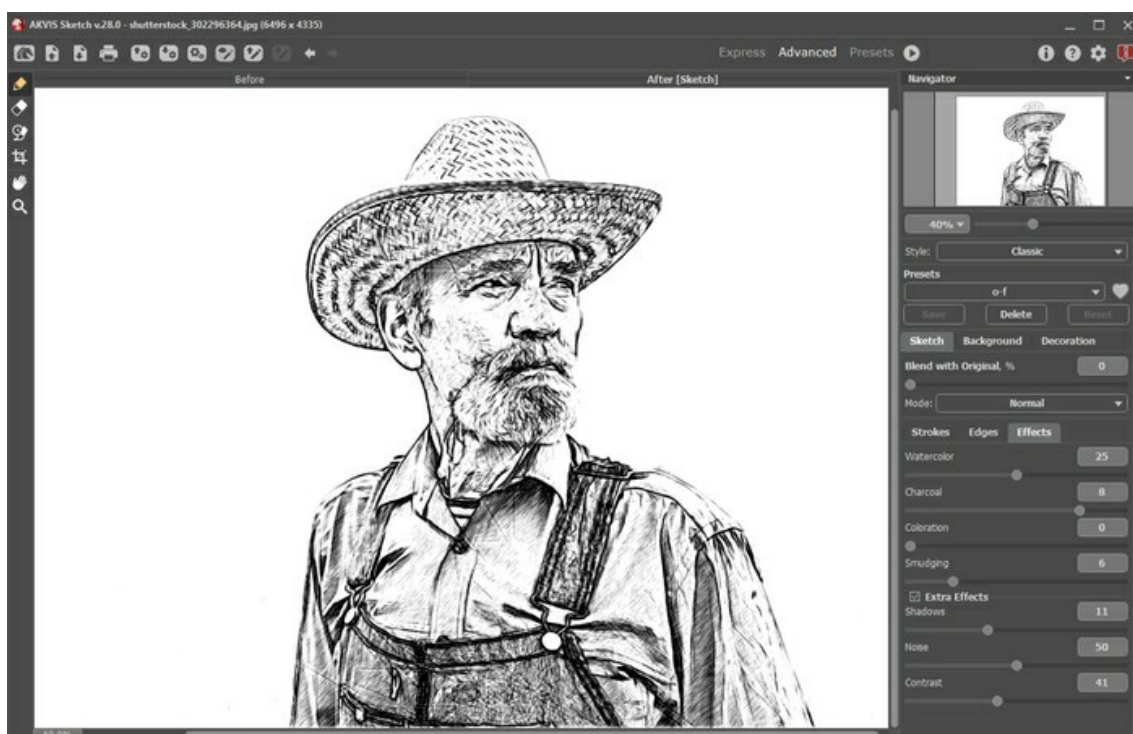 AKVIS Sketch v.28.0 - shutterstock_302296364.jpg (6496 x 4335)
Express Advanced Presets
Before After [Sketch]
Navigator
40%
Style: Classic
Presets
o-f
Save Delete Reset
Sketch Background Decoration
Blend with Original, % 0
Mode: Normal
Strokes Edges Effects
Watercolor 25
Charcoal 8
Coloration 0
Smudging 6
Extra Effects
Shadows 11
Noise 50
Contrast 41